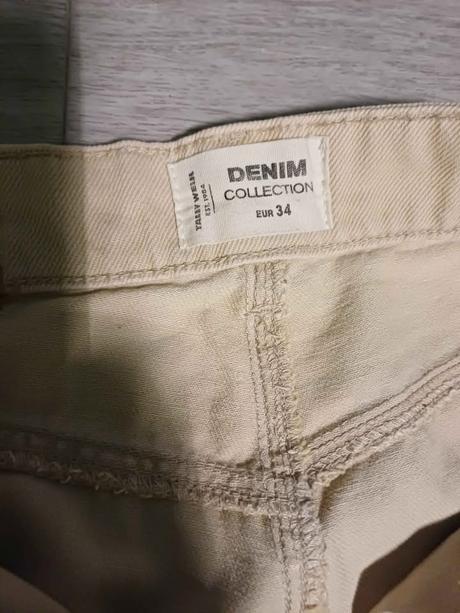 TALLY WEiJL
EST. 1984
DENIM
COLLECTION
EUR 34